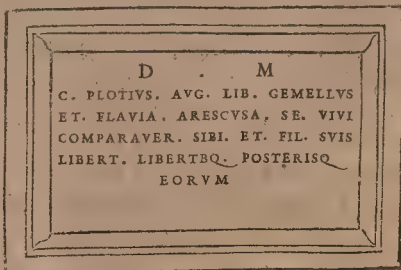 D . M
C. PLOTIVS. AVG. LIB. GEMELLVS
ET. FLAVIA. ARESCVSA. SE. VIVI
COMPARAVER. SIBI. ET. FIL. SVIS
LIBERT. LIBERTBQ. POSTERISQ
EORVM